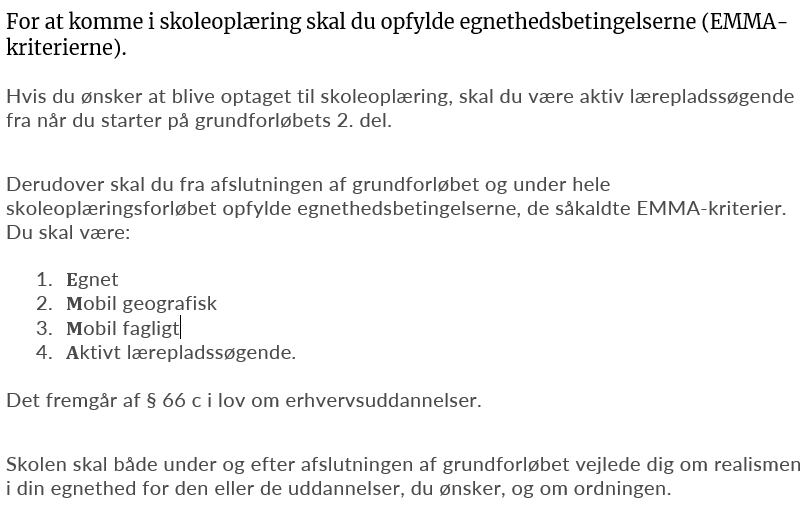 For at komme i skoleoplæring skal du opfylde egnethedsbetingelserne (EMMA-
kriterierne).
Hvis du ønsker at blive optaget til skoleoplæring, skal du være aktiv lærepladssøgende
fra når du starter på grundforløbets 2. del.
Derudover skal du fra afslutningen af grundforløbet og under hele
skoleoplæringsforløbet opfylde egnethedsbetingelserne, de såkaldte EMMA-kriterier.
Du skal være:
1. Egnet
2. Mobil geografisk
3. Mobil fagligt
4. Aktivt lærepladssøgende.
Det fremgår af § 66 c i lov om erhvervsuddannelser.
Skolen skal både under og efter afslutningen af grundforløbet vejlede dig om realismen
i din egnethed for den eller de uddannelser, du ønsker, og om ordningen.